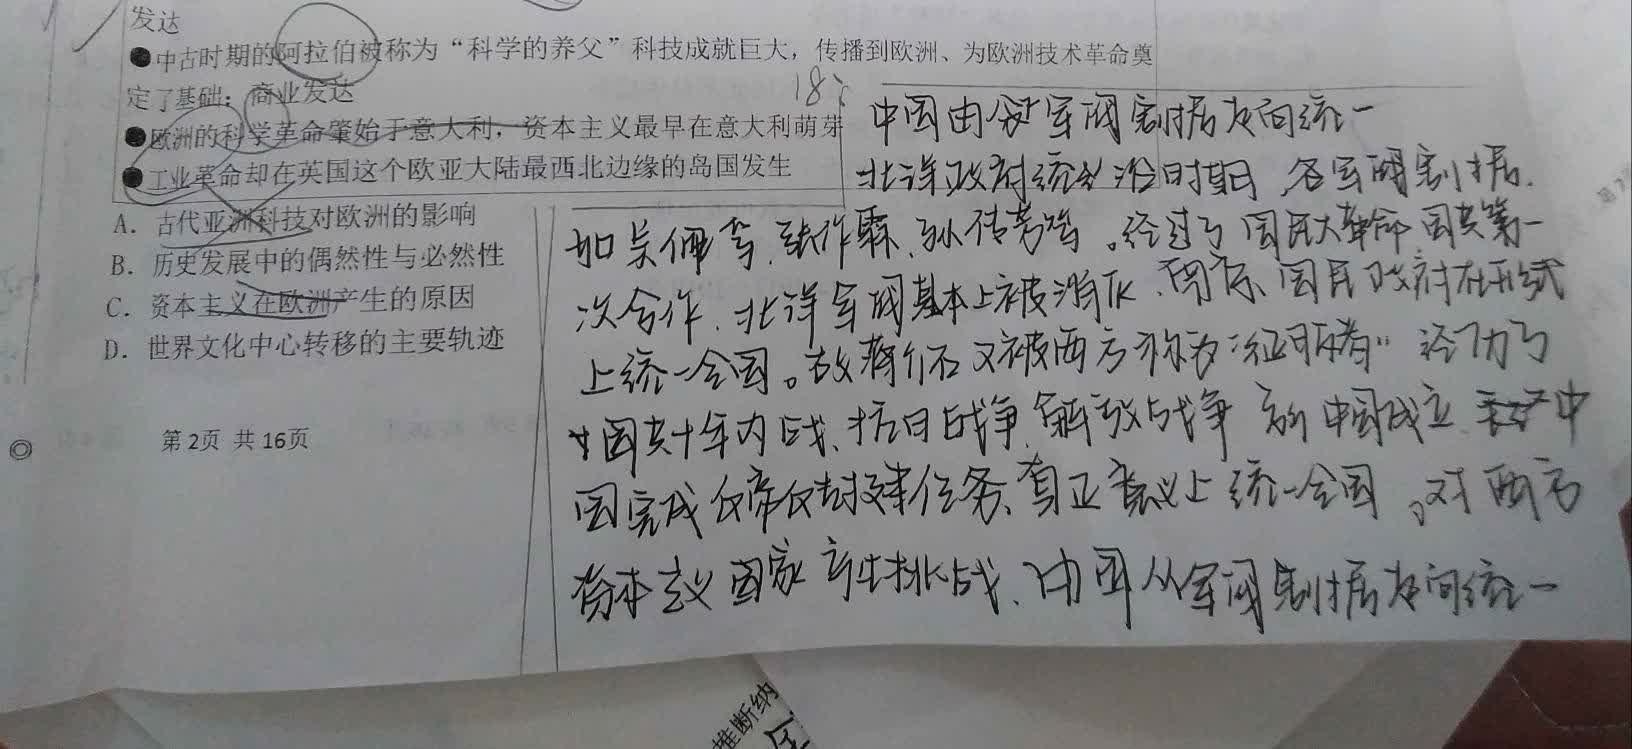 发达
●中古时期的阿拉伯被称为“科学的养父”科技成就巨大，传播到欧洲、为欧洲技术革命奠
定了基础；商业发达
●欧洲的科学革命肇始于意大利，资本主义最早在意大利萌芽
●工业革命却在英国这个欧亚大陆最西北边缘的岛国发生
A．古代亚洲科技对欧洲的影响
B．历史发展中的偶然性与必然性
C．资本主义在欧洲产生的原因
D．世界文化中心转移的主要轨迹
第2页 共16页
18
中国由军阀割据走向统一
北洋政府统治时期，各军阀割据.
如吴佩孚、张作霖、孙传芳等。经过了国民大革命国共第一
次合作、北洋军阀基本上被消灭、南京国民政府在形式
上统一全国。故蒋介石又被西方称为“征服者”经历了
国共十年内战、抗日战争、解放战争 新中国成立 中
国完成反帝反封建任务、真正意义上统一全国。对西方
资本主义国家产生挑战、中国从军阀割据走向统一
推断纳